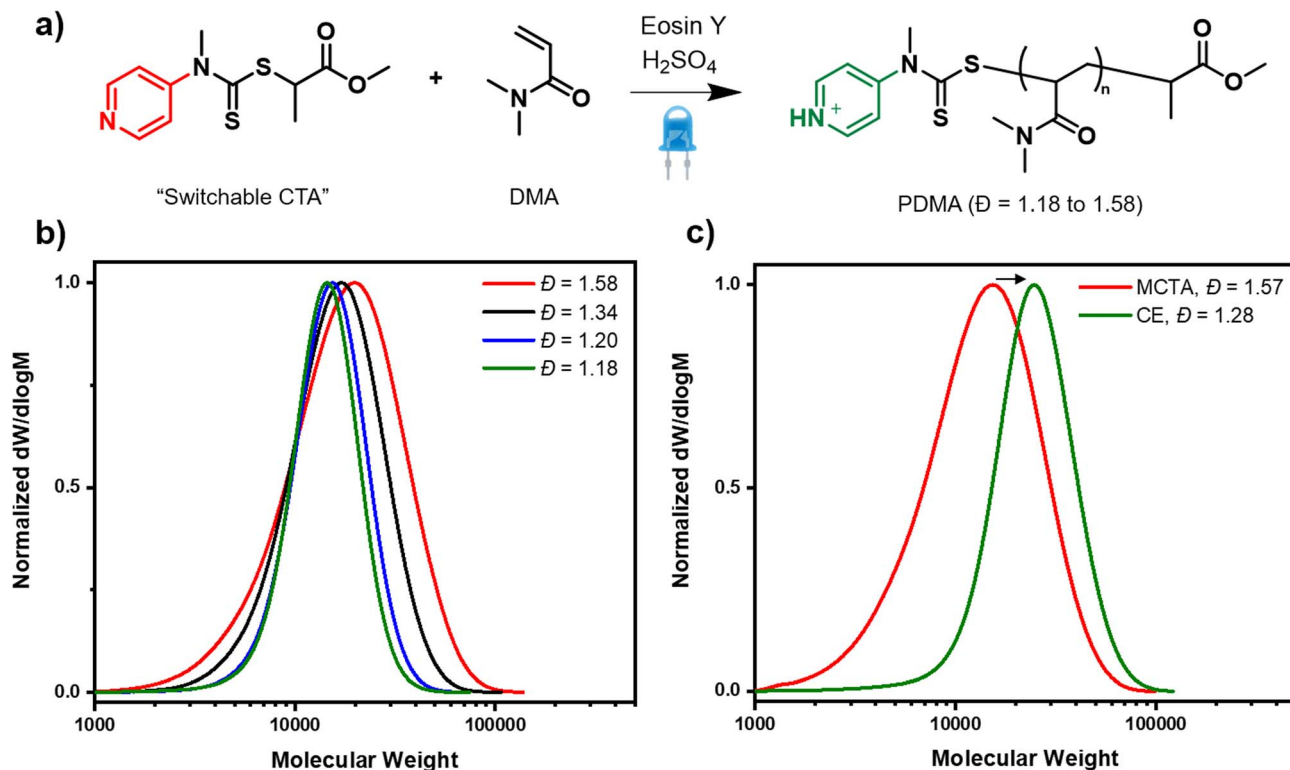 a)
N
N
S
S
O
O
+
N
O
Eosin Y
H₂SO₄
HN
+
N
S
S
n
N
O
O
O
"Switchable CTA"
DMA
PDMA (Đ = 1.18 to 1.58)
b)
Normalized dW/dlogM
1.0
0.5
0.0
1000
10000
100000
Molecular Weight
Đ = 1.58
Đ = 1.34
Đ = 1.20
Đ = 1.18
c)
Normalized dW/dlogM
1.0
0.5
0.0
1000
10000
100000
Molecular Weight
MCTA, Đ = 1.57
CE, Đ = 1.28